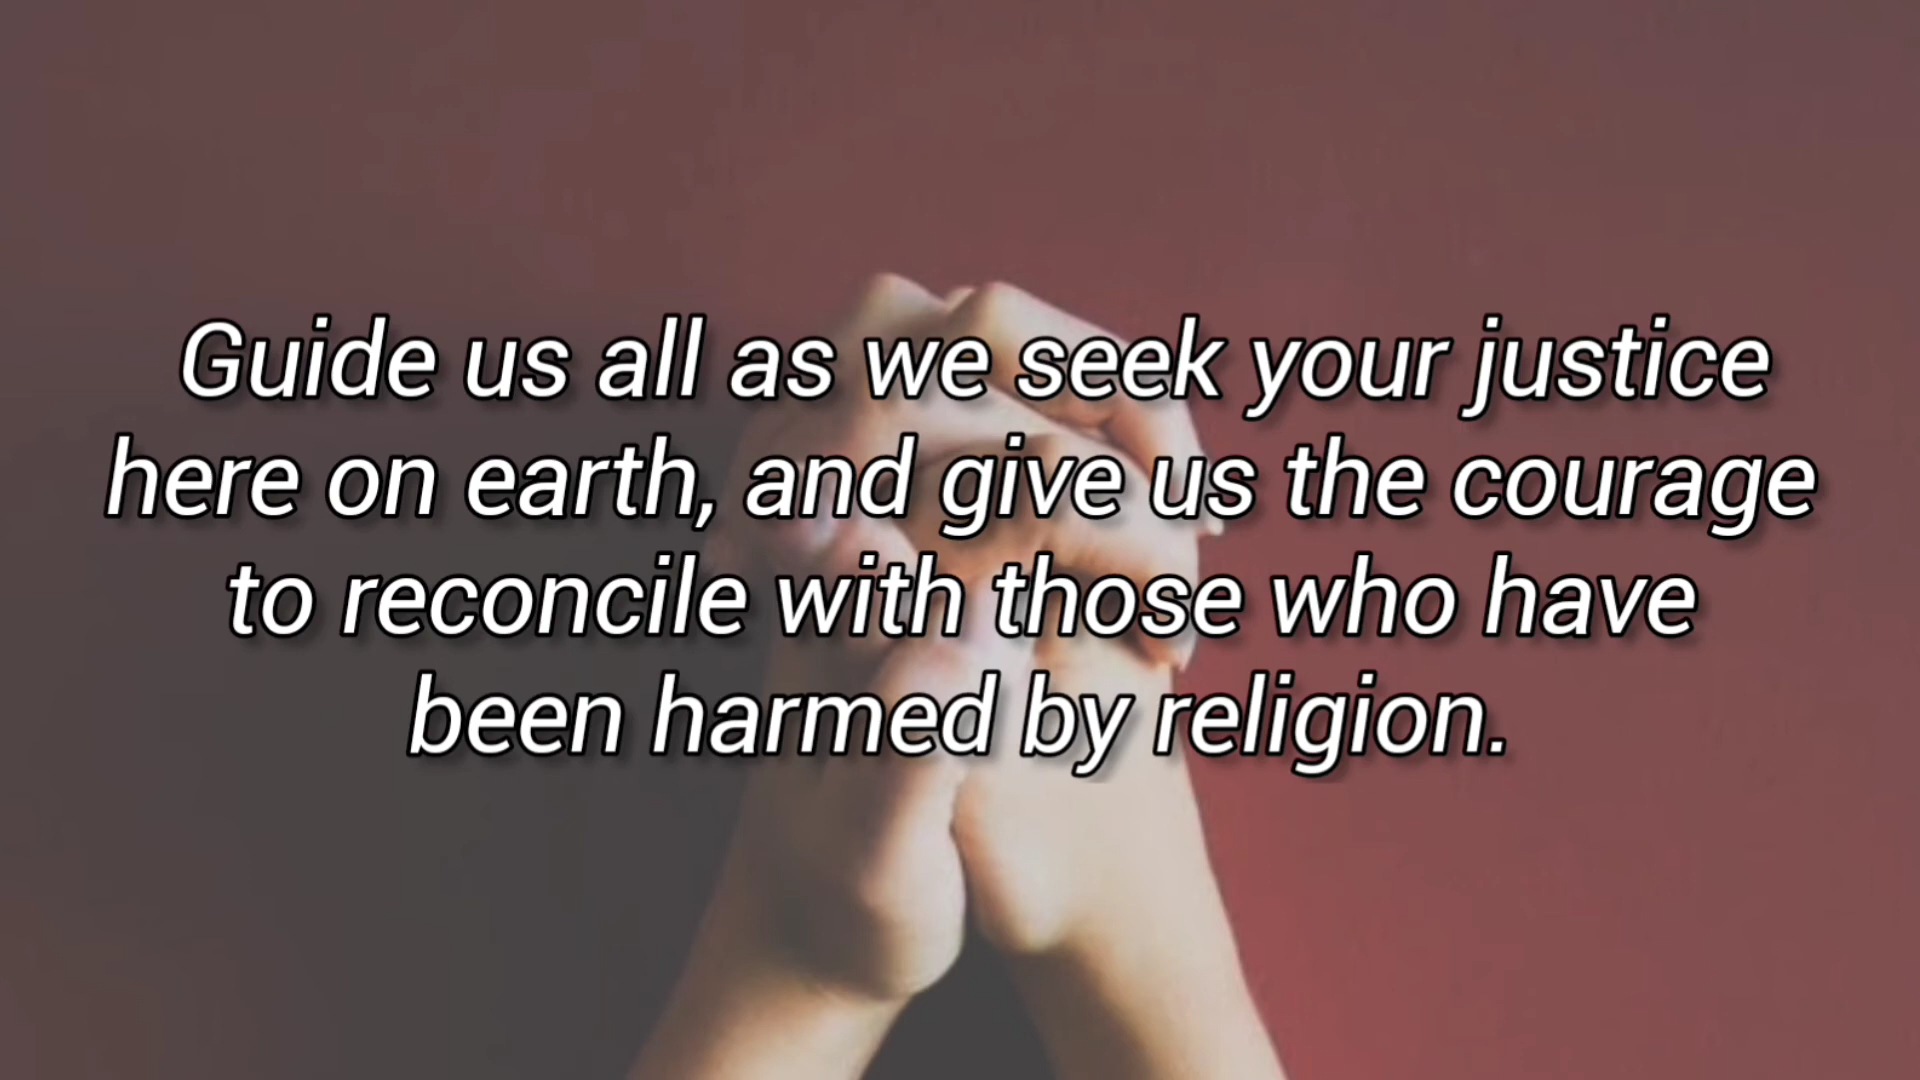 Guide us all as we seek your justice
here on earth, and give us the courage
to reconcile with those who have
been harmed by religion.